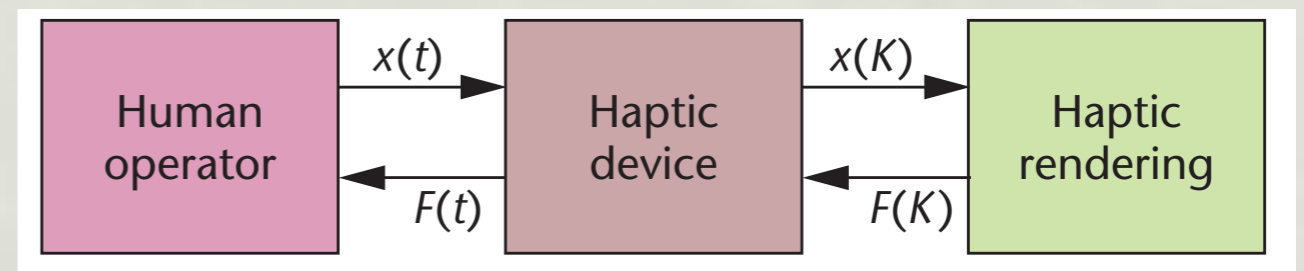 Human
operator
x(t)
F(t)
Haptic
device
x(K)
F(K)
Haptic
rendering